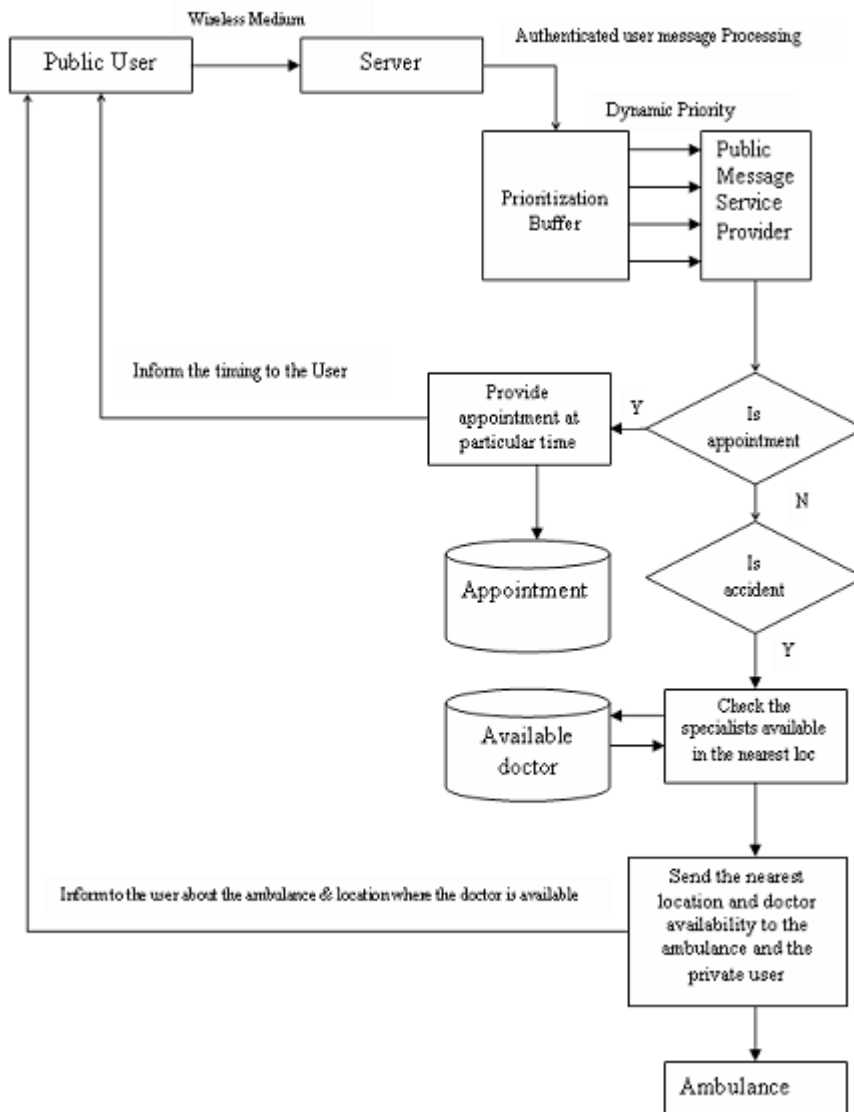 Wireless Medium
Authenticated user message Processing
Public User
Server
Dynamic Priority
Prioritization
Buffer
Public
Message
Service
Provider
Inform the timing to the User
Provide
appointment at
particular time
Y
Is
appointment
N
Appointment
Is
accident
Y
Available
doctor
Check the
specialists available
in the nearest loc
Inform to the user about the ambulance & location where the doctor is available
Send the nearest
location and doctor
availability to the
ambulance and the
private user
Ambulance